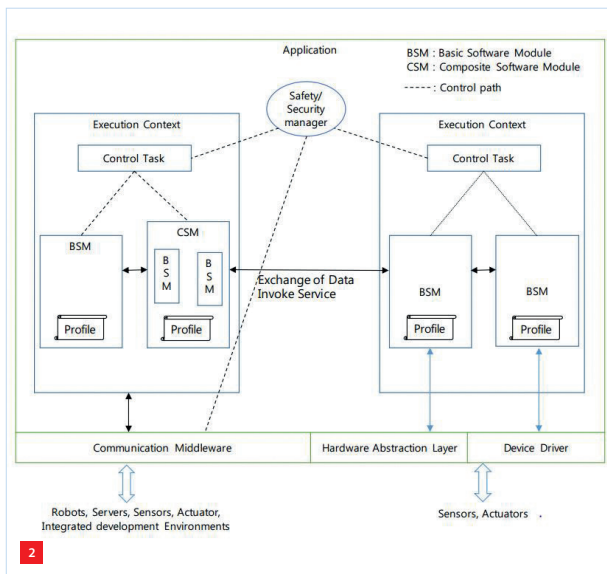 Application
BSM : Basic Software Module
CSM : Composite Software Module
----- : Control path
Safety/
Security
manager
Execution Context
Control Task
BSM
Profile
CSM
B
S
M
B
S
M
Profile
Exchange of Data
Invoke Service
Execution Context
Control Task
BSM
Profile
BSM
Profile
Communication Middleware
Hardware Abstraction Layer
Device Driver
Robots, Servers, Sensors, Actuator,
Integrated development Environments
Sensors, Actuators .
2